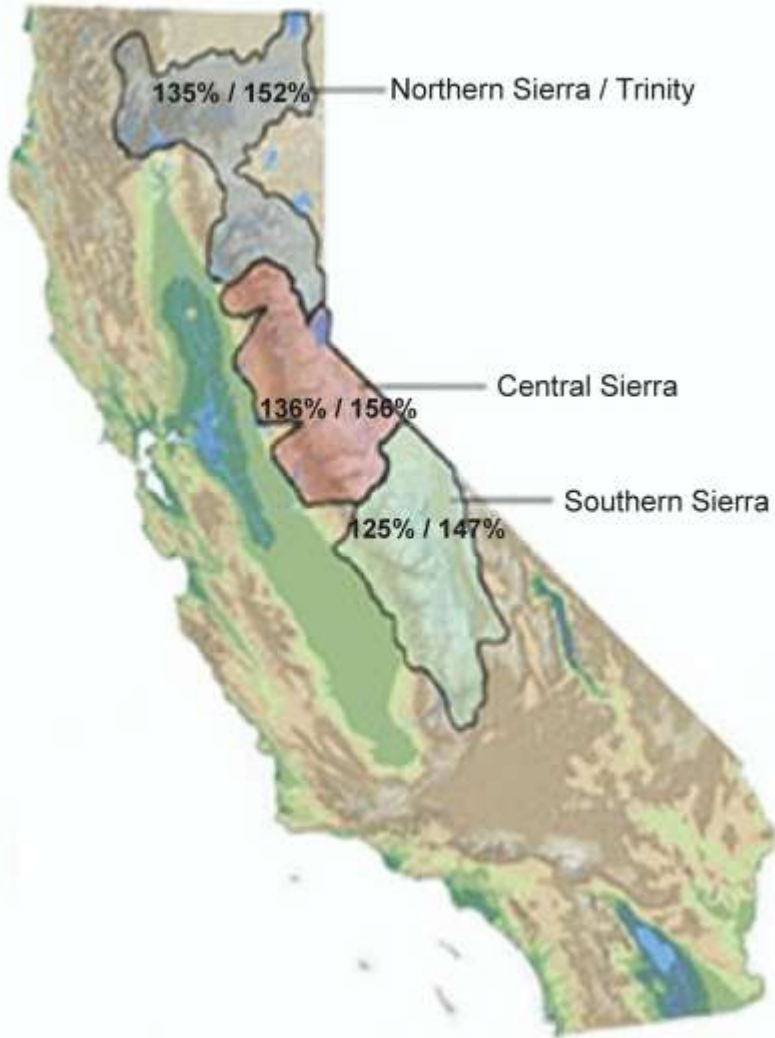 135% / 152%
Northern Sierra / Trinity
136% / 156%
Central Sierra
125% / 147%
Southern Sierra